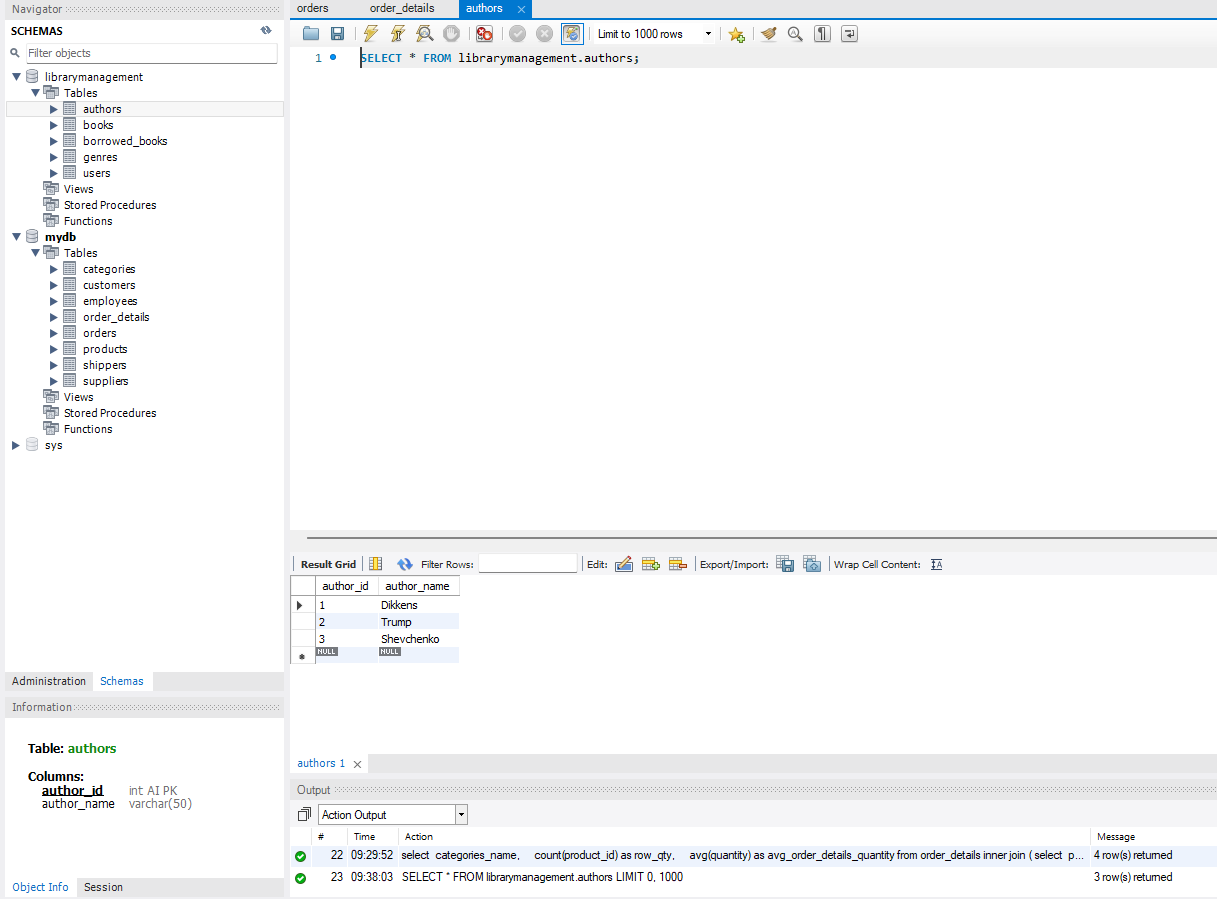 Navigator
SCHEMAS
Filter objects
librarymanagement
Tables
authors
books
borrowed_books
genres
users
Views
Stored Procedures
Functions
mydb
Tables
categories
customers
employees
order_details
orders
products
shippers
suppliers
Views
Stored Procedures
Functions
sys
Administration Schemas
Information
Table: authors
Columns:
author_id int AI PK
author_name varchar(50)
Object Info Session
orders order_details authors
Limit to 1000 rows
1 SELECT * FROM librarymanagement.authors;
Result Grid Filter Rows: Edit: Export/Import: Wrap Cell Content:
author_id author_name
1 Dikkens
2 Trump
3 Shevchenko
NULL NULL
authors 1
Output
Action Output
# Time Action Message
22 09:29:52 select categories_name, count(product_id) as row_qty, avg(quantity) as avg_order_details_quantity from order_details inner join ( select p... 4 row(s) returned
23 09:38:03 SELECT * FROM librarymanagement.authors LIMIT 0, 1000 3 row(s) returned